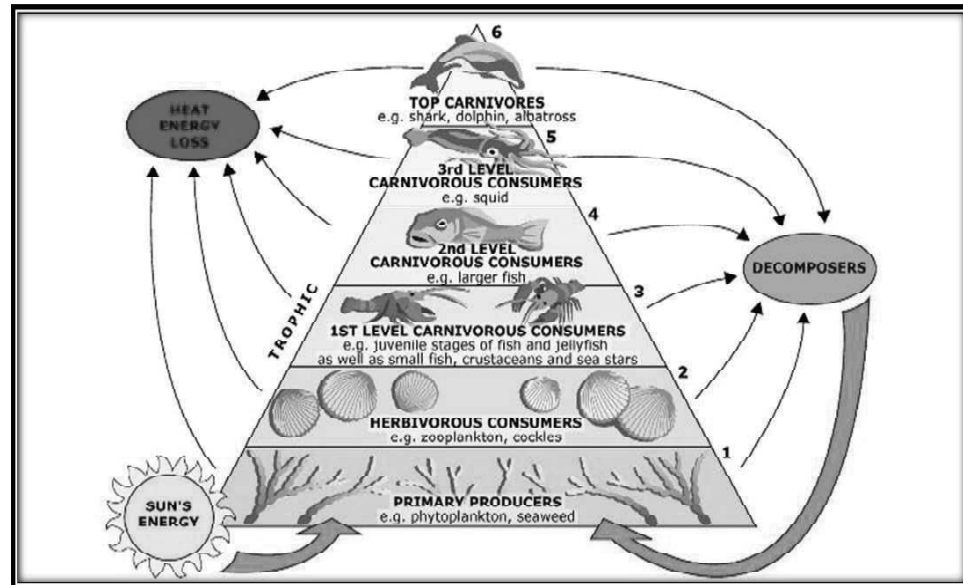 6
TOP CARNIVORES
e.g. shark, dolphin, albatross
HEAT
ENERGY
LOSS
5
3rd LEVEL
CARNIVOROUS CONSUMERS
e.g. squid
4
2nd LEVEL
CARNIVOROUS CONSUMERS
e.g. larger fish
DECOMPOSERS
3
TROPHIC
1ST LEVEL CARNIVOROUS CONSUMERS
e.g. juvenile stages of fish and jellyfish
as well as small fish, crustaceans and sea stars
2
HERBIVOROUS CONSUMERS
e.g. zooplankton, cockles
1
PRIMARY PRODUCERS
e.g. phytoplankton, seaweed
SUN'S
ENERGY